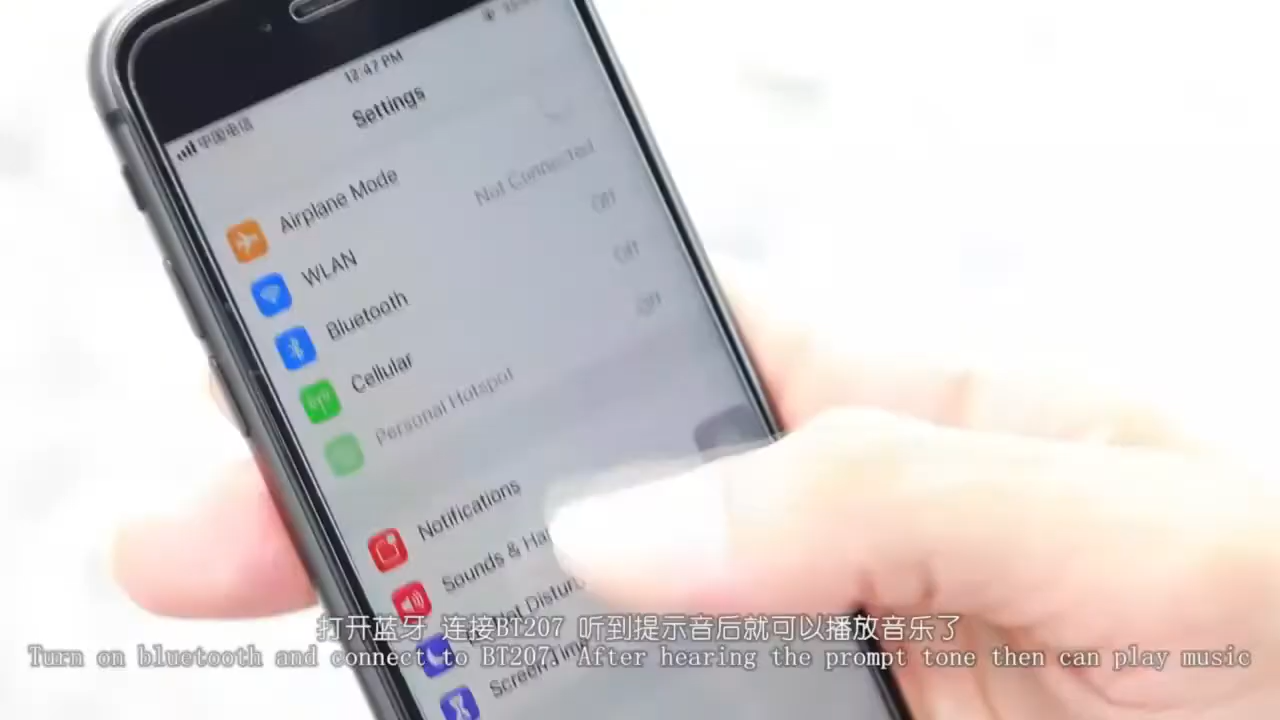 12:47 PM
中国电信
Settings
Airplane Mode
WLAN
Not Connected
Bluetooth
Off
Cellular
Off
Personal Hotspot
Off
Notifications
Sounds & Ha
Not Disturb
Screen
打开蓝牙 连接BT207 听到提示音后就可以播放音乐了
Turn on bluetooth and connect to BT207. After hearing the prompt tone then can play music